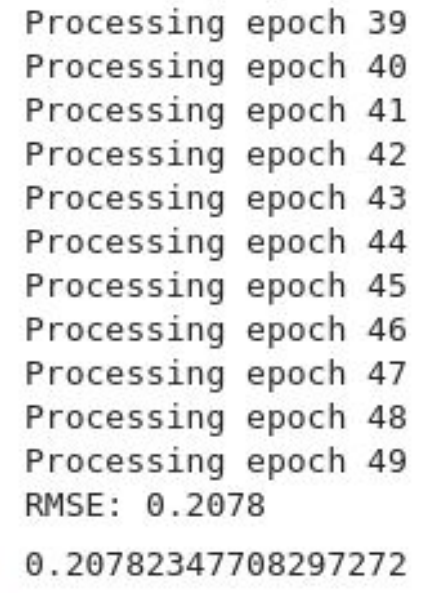 Processing epoch 39
Processing epoch 40
Processing epoch 41
Processing epoch 42
Processing epoch 43
Processing epoch 44
Processing epoch 45
Processing epoch 46
Processing epoch 47
Processing epoch 48
Processing epoch 49
RMSE: 0.2078
0.20782347708297272